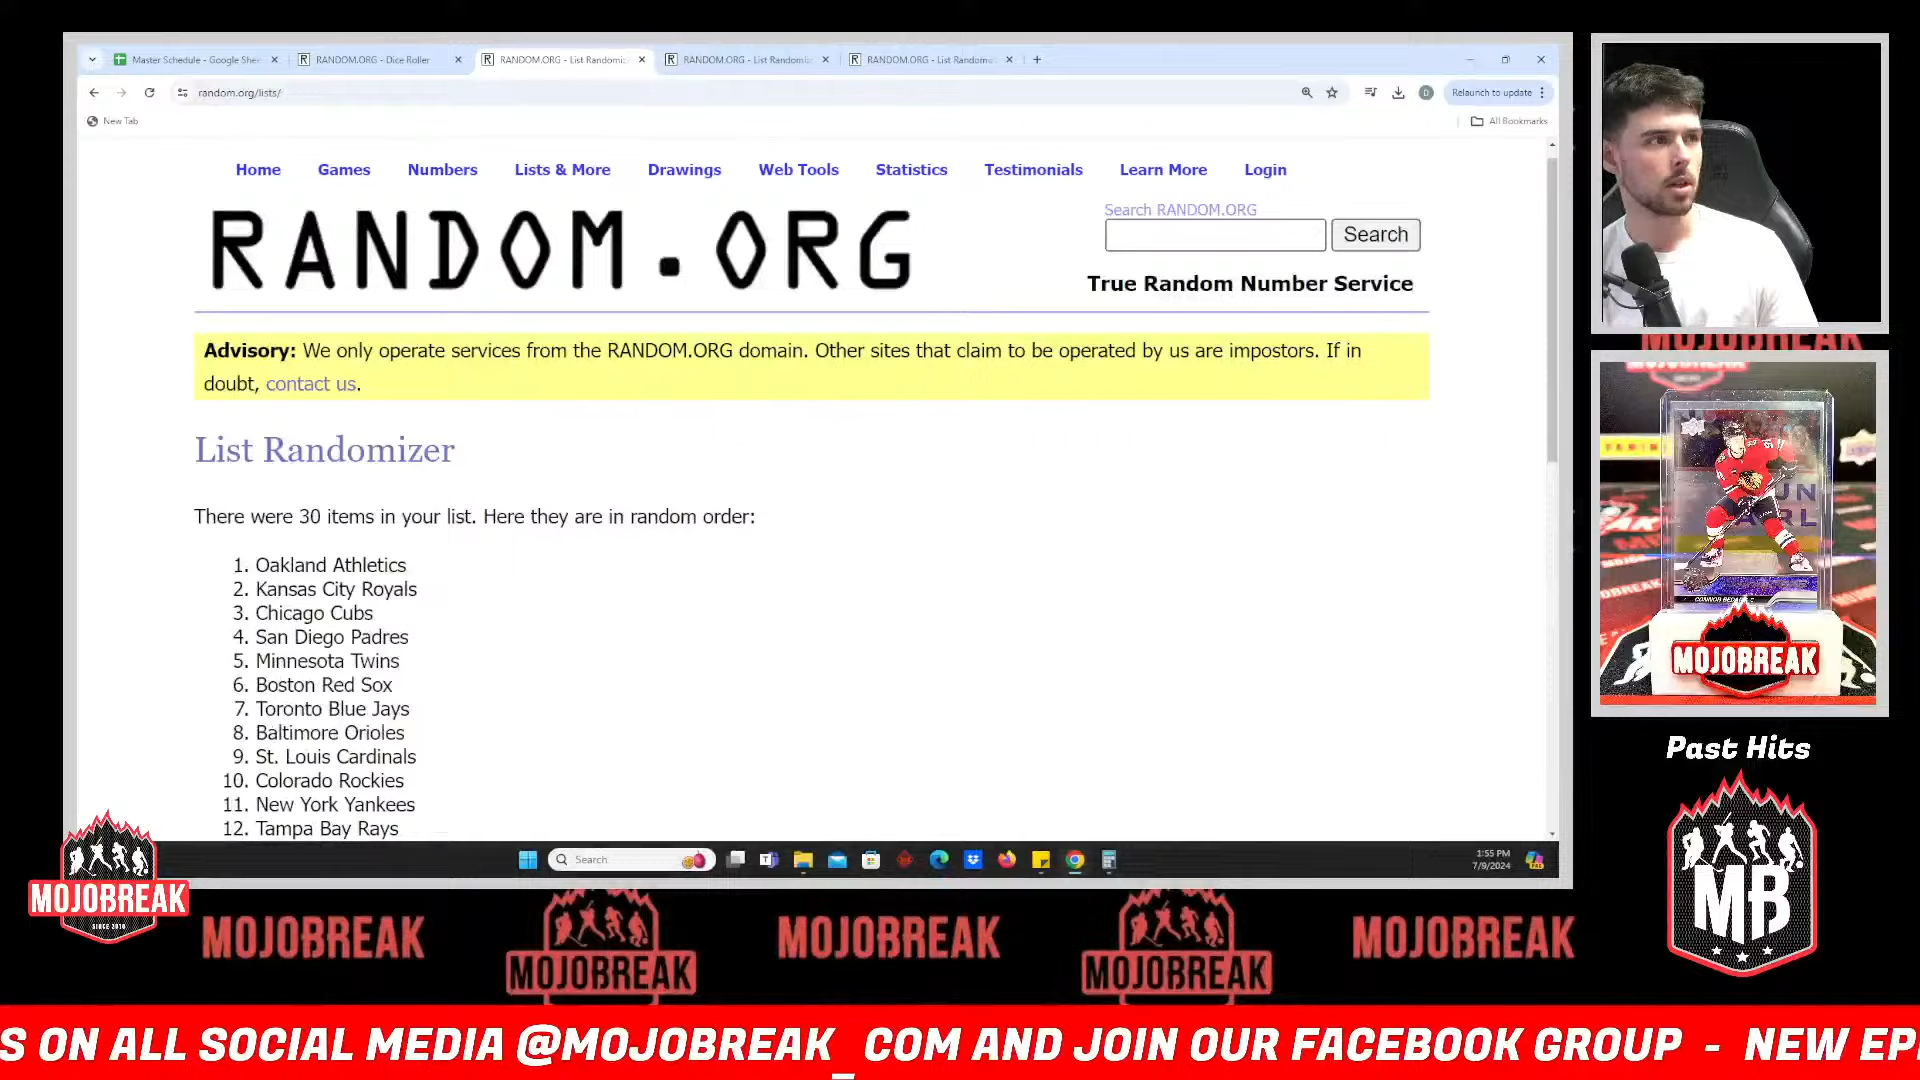 Master Schedule - Google She
RANDOM.ORG - Dice Roller
RANDOM.ORG - List Randomiz
RANDOM.ORG - List Randomiz
RANDOM.ORG - List Randomiz
random.org/lists/
Relaunch to update
New Tab
All Bookmarks
Home
Games
Numbers
Lists & More
Drawings
Web Tools
Statistics
Testimonials
Learn More
Login
RANDOM.ORG
Search RANDOM.ORG
Search
True Random Number Service
Advisory: We only operate services from the RANDOM.ORG domain. Other sites that claim to be operated by us are impostors. If in
doubt, contact us.
List Randomizer
There were 30 items in your list. Here they are in random order:
1. Oakland Athletics
2. Kansas City Royals
3. Chicago Cubs
4. San Diego Padres
5. Minnesota Twins
6. Boston Red Sox
7. Toronto Blue Jays
8. Baltimore Orioles
9. St. Louis Cardinals
10. Colorado Rockies
11. New York Yankees
12. Tampa Bay Rays
Search
1:55 PM
7/9/2024
MOJOBREAK
Past Hits
MB
MOJOBREAK
SINCE 2010
MOJOBREAK
MOJOBREAK
MOJOBREAK
MOJOBREAK
MOJOBREAK
S ON ALL SOCIAL MEDIA @MOJOBREAK_COM AND JOIN OUR FACEBOOK GROUP - NEW EPI